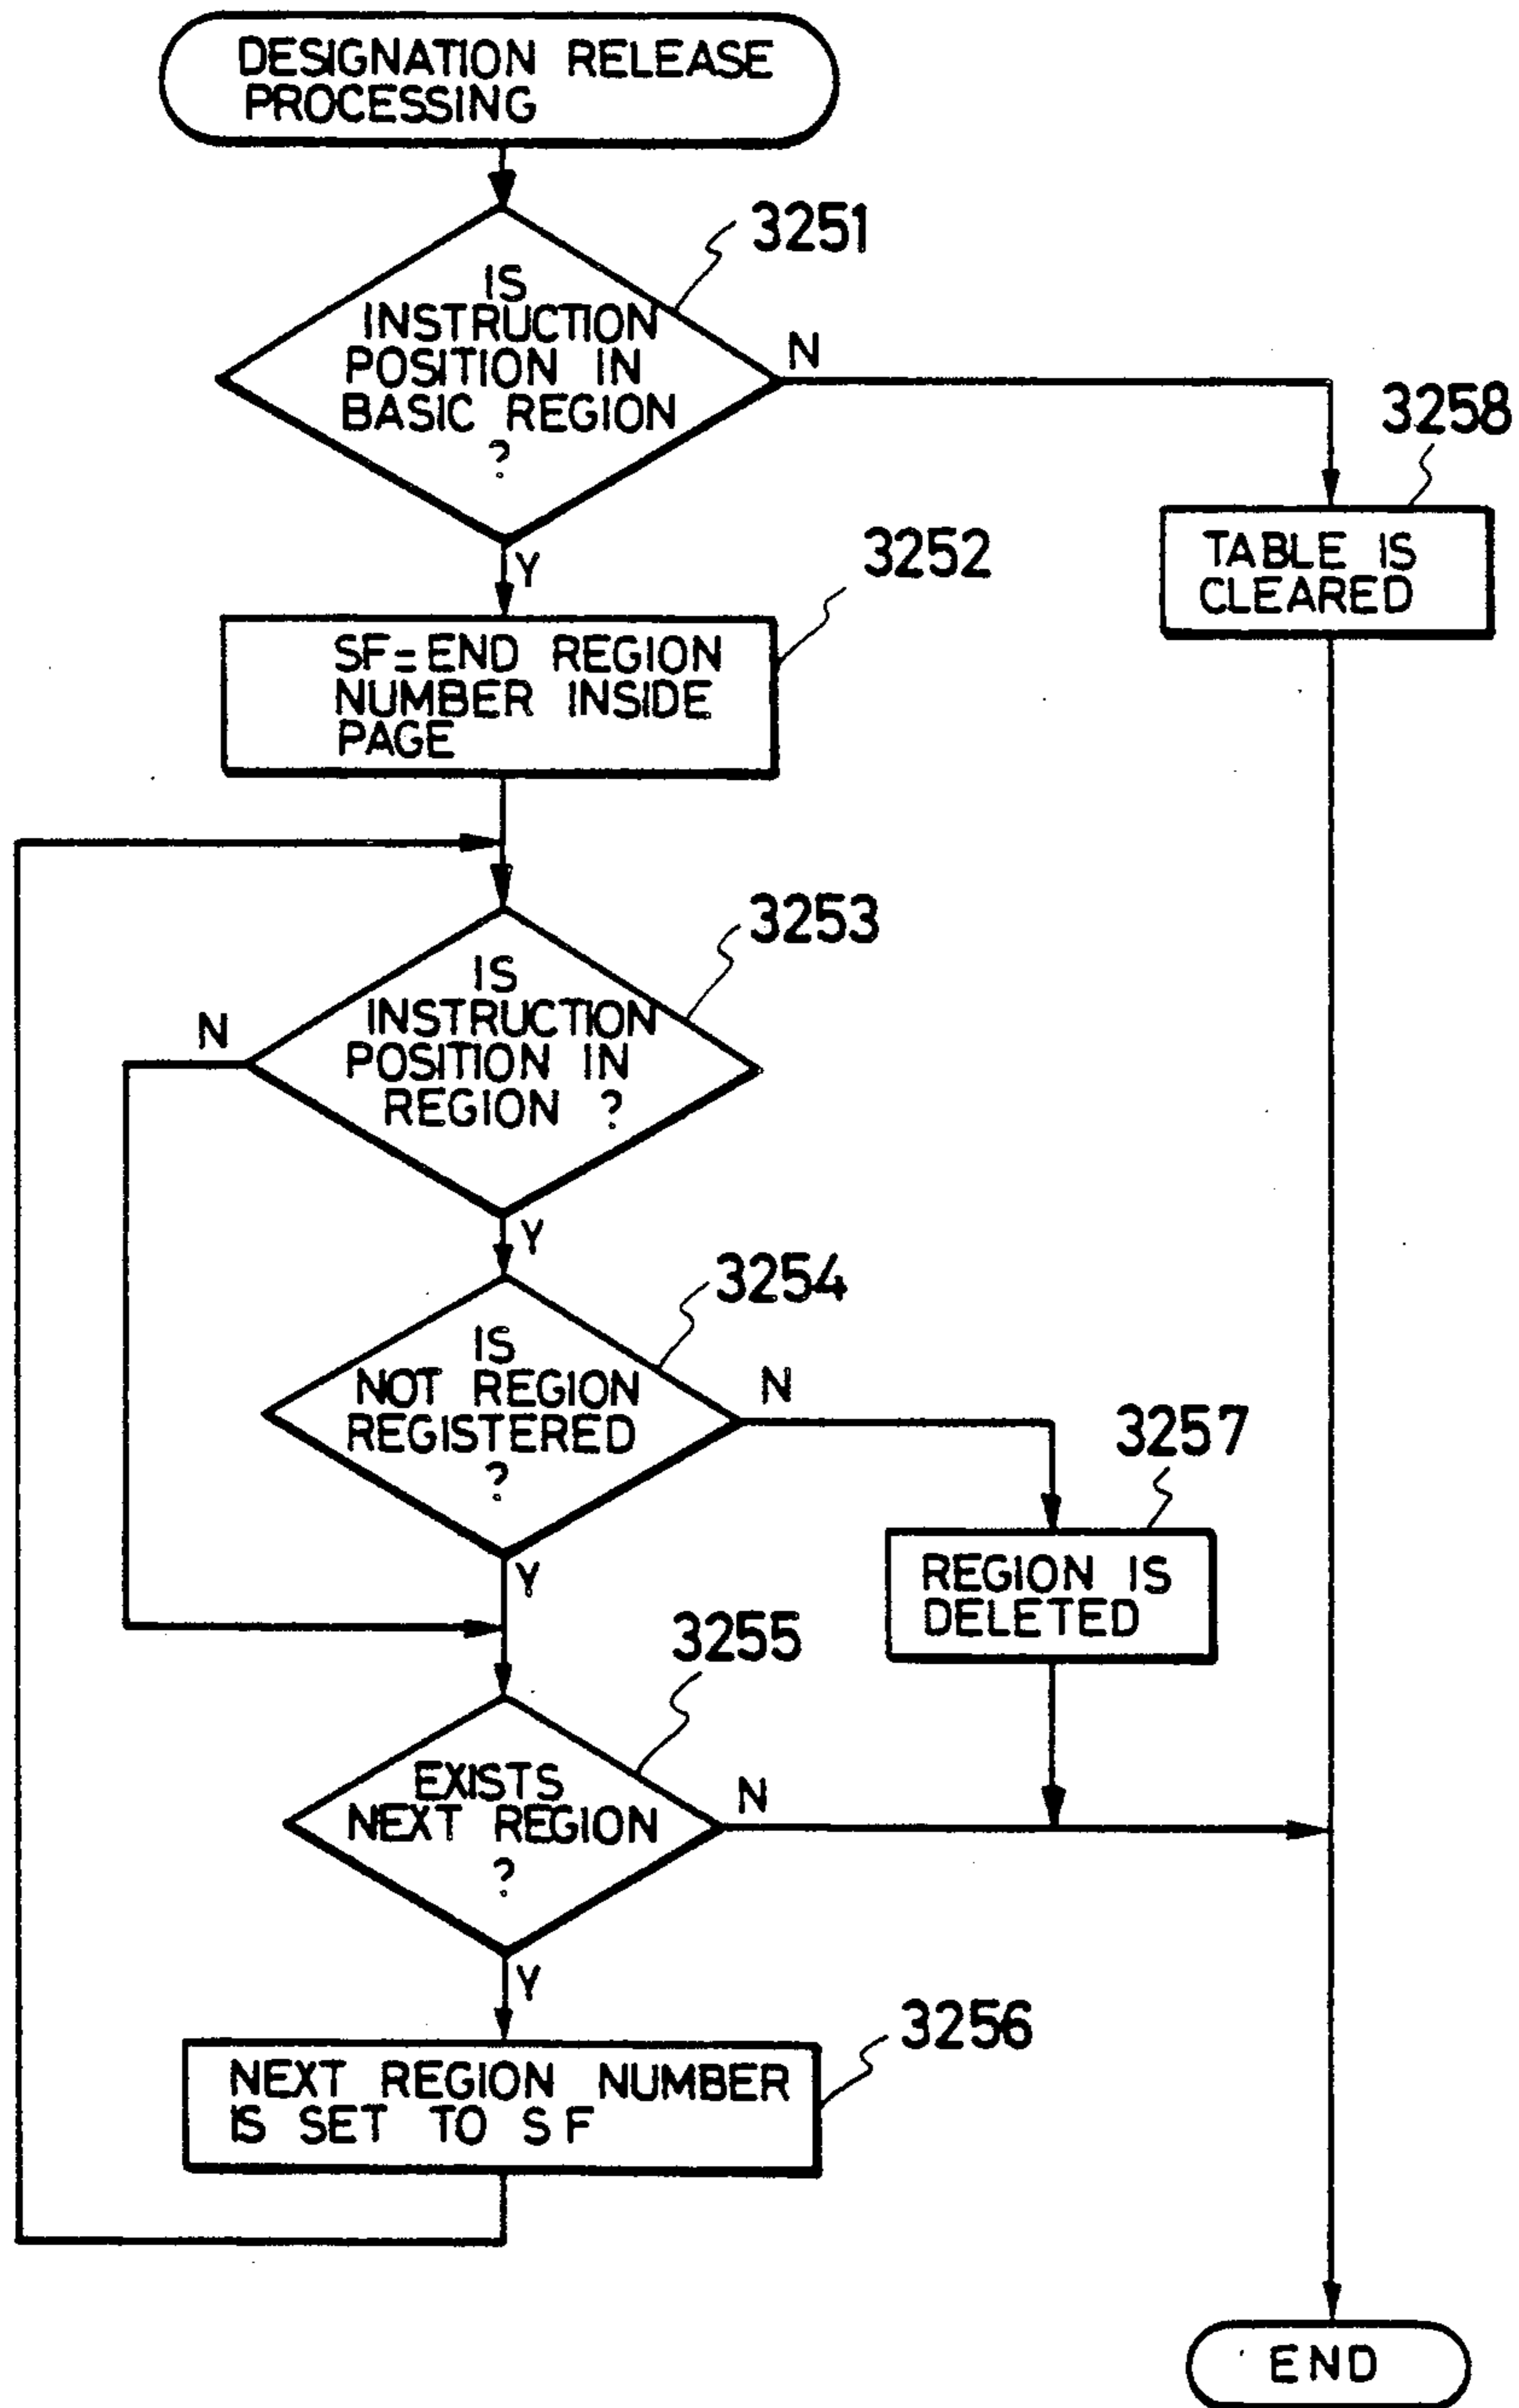 DESIGNATION RELEASE
PROCESSING
3251
IS
INSTRUCTION
POSITION IN
BASIC REGION
?
N
Y
3258
TABLE IS
CLEARED
3252
SF=END REGION
NUMBER INSIDE
PAGE
3253
IS
INSTRUCTION
POSITION IN
REGION ?
N
Y
3254
IS
NOT REGION
REGISTERED
?
N
Y
3257
REGION IS
DELETED
3255
EXISTS
NEXT REGION
?
N
Y
3256
NEXT REGION NUMBER
IS SET TO SF
END